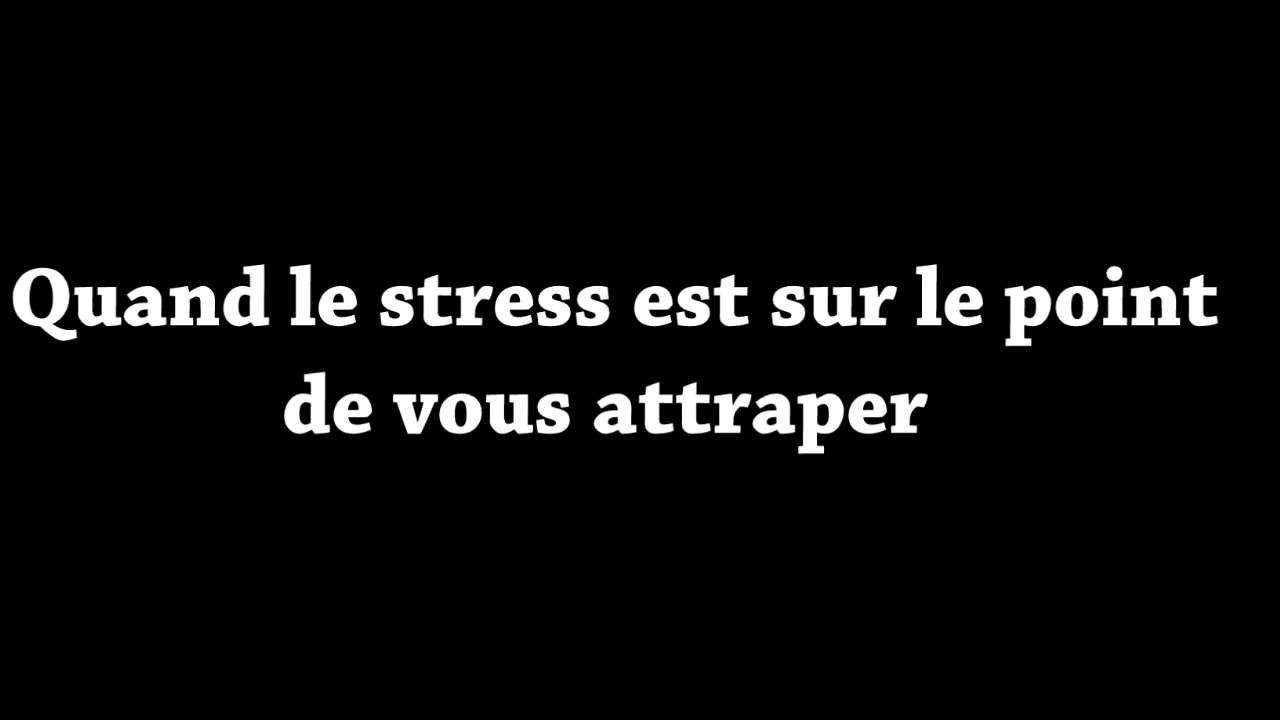 Quand le stress est sur le point
de vous attraper